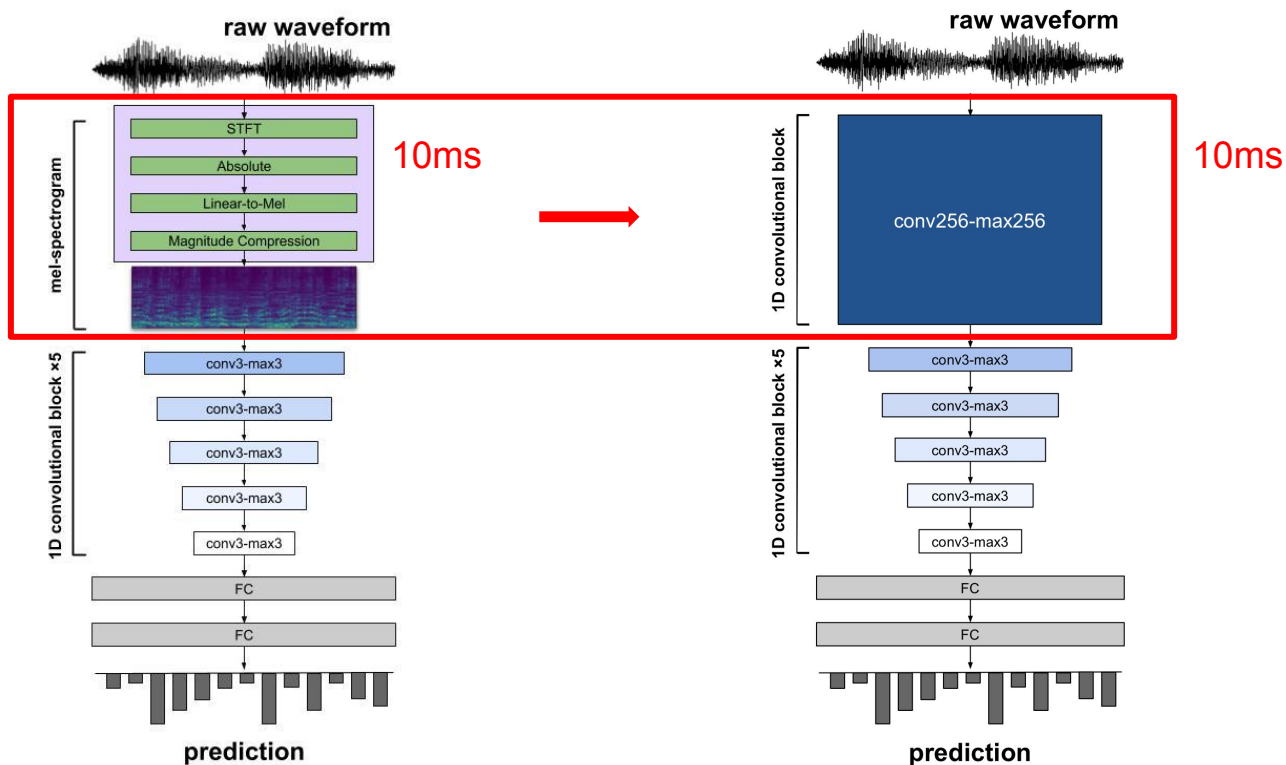 raw waveform
mel-spectrogram
STFT
Absolute
Linear-to-Mel
Magnitude Compression
10ms
1D convolutional block ×5
conv3-max3
conv3-max3
conv3-max3
conv3-max3
conv3-max3
FC
FC
prediction
raw waveform
1D convolutional block
conv256-max256
10ms
1D convolutional block ×5
conv3-max3
conv3-max3
conv3-max3
conv3-max3
conv3-max3
FC
FC
prediction